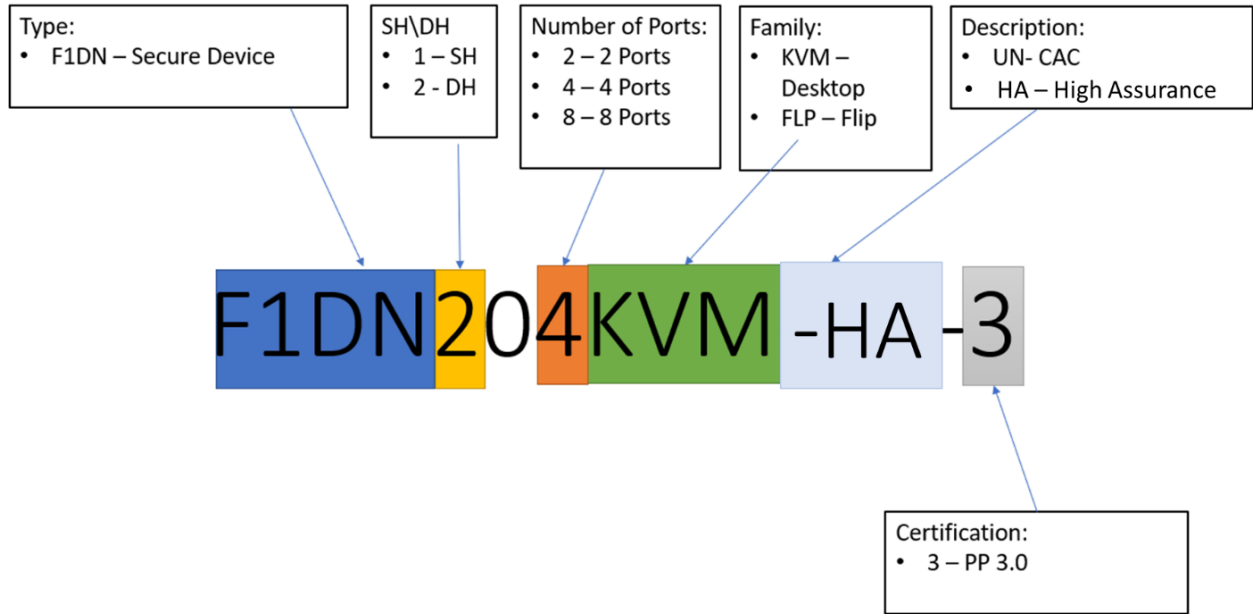 Type:
• F1DN – Secure Device
SH\DH
• 1 – SH
• 2 - DH
Number of Ports:
• 2 – 2 Ports
• 4 – 4 Ports
• 8 – 8 Ports
Family:
• KVM –
Desktop
• FLP – Flip
Description:
• UN- CAC
• HA – High Assurance
F1DN204KVM-HA-3
Certification:
• 3 – PP 3.0